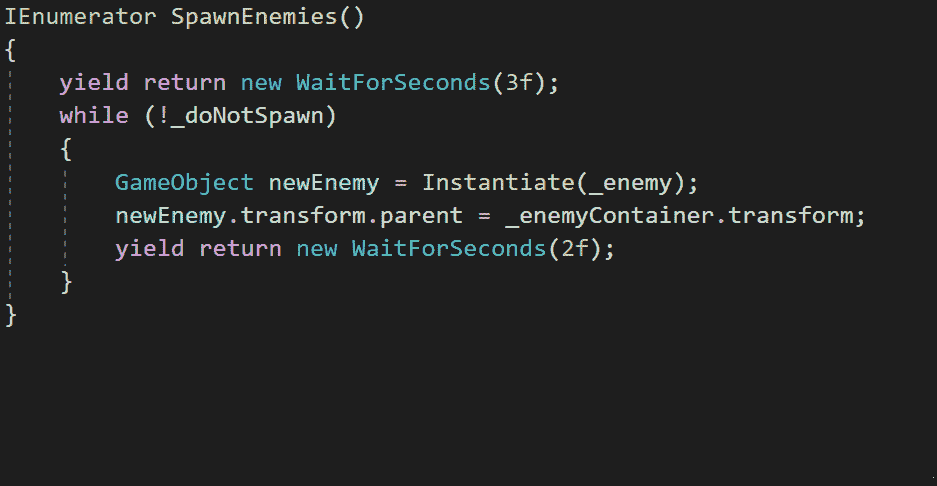 IEnumerator SpawnEnemies()
{
    yield return new WaitForSeconds(3f);
    while (!_doNotSpawn)
    {
        GameObject newEnemy = Instantiate(_enemy);
        newEnemy.transform.parent = _enemyContainer.transform;
        yield return new WaitForSeconds(2f);
    }
}